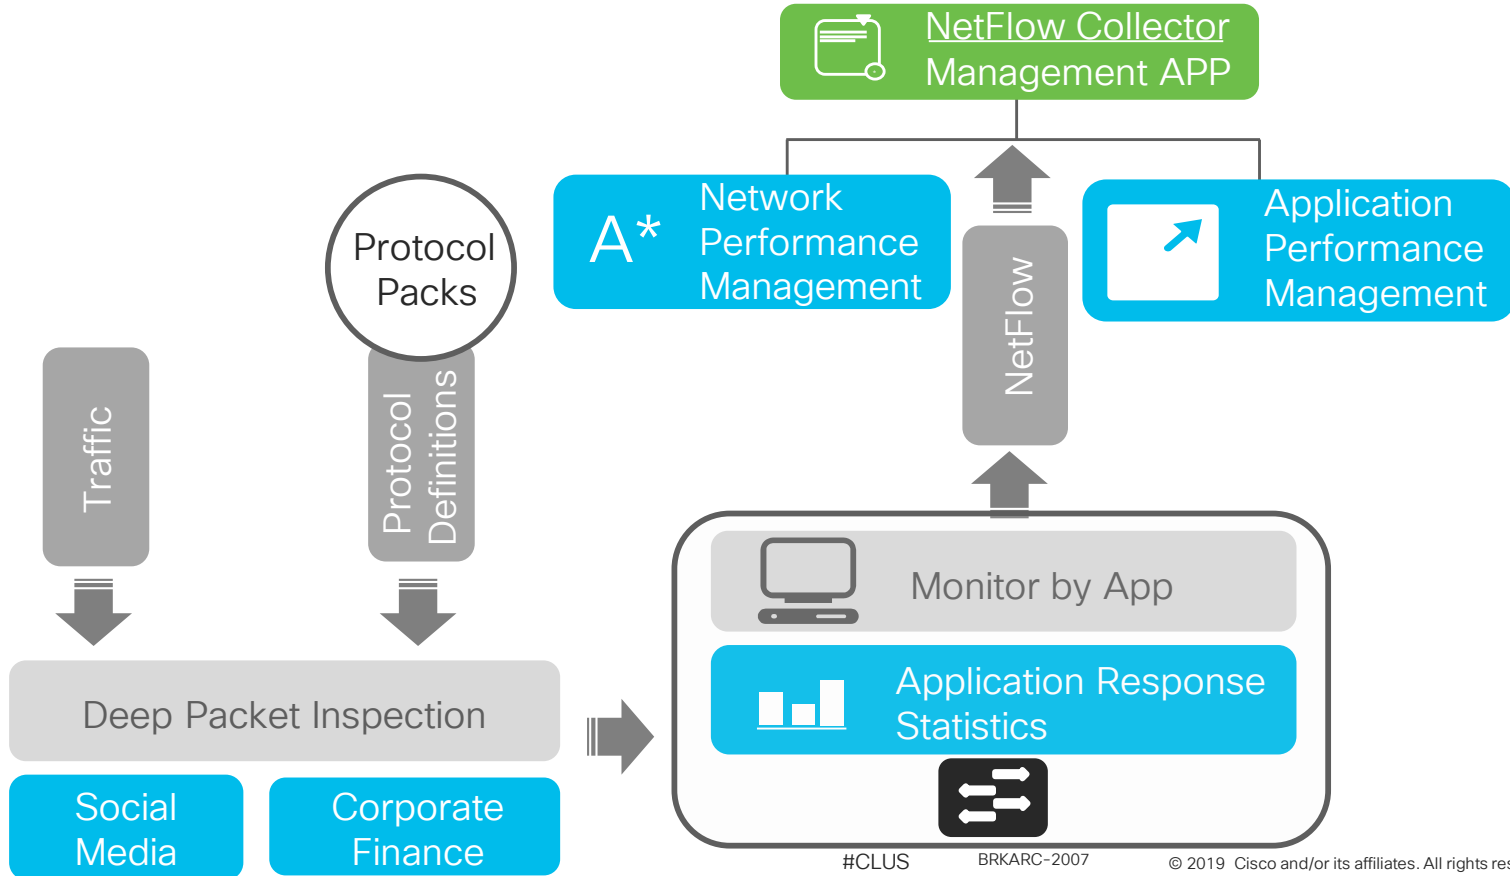 NetFlow Collector
Management APP
Network
Performance
Management
A*
Application
Performance
Management
Protocol
Packs
NetFlow
Traffic
Protocol
Definitions
Monitor by App
Application Response
Statistics
Deep Packet Inspection
Social
Media
Corporate
Finance
#CLUS
BRKARC-2007
© 2019 Cisco and/or its affiliates. All rights res